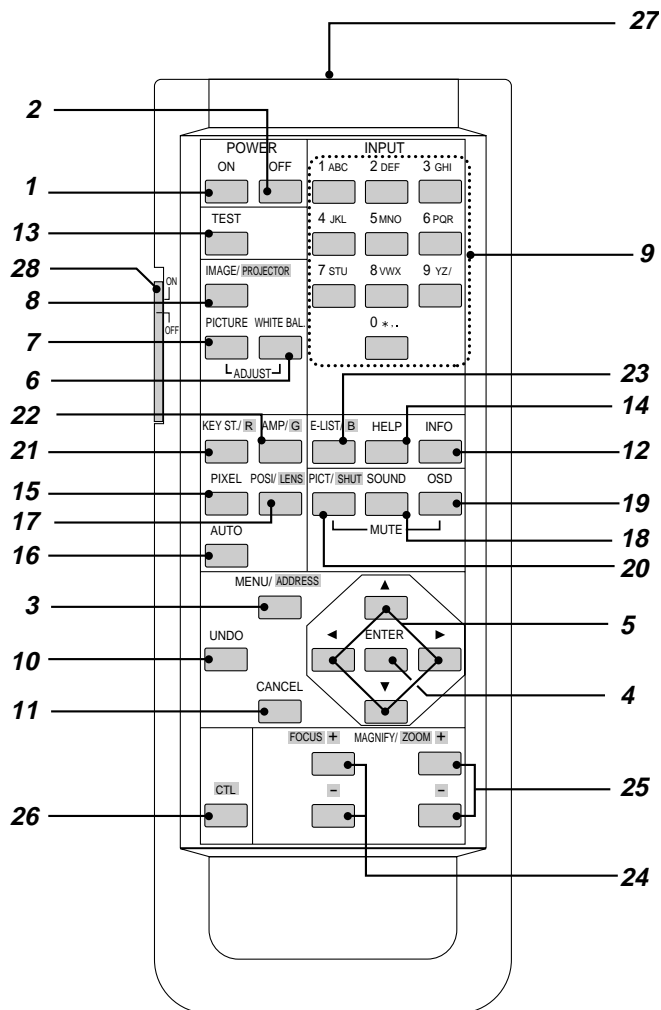 27
2
POWER INPUT
ON OFF 1 ABC 2 DEF 3 GHI
1
TEST 4 JKL 5 MNO 6 PQR
13
28 ON IMAGE/ PROJECTOR 9
8 7 STU 8 VWX 9 YZ/
OFF PICTURE WHITE BAL. 0 *..
7
ADJUST
6 23
22 14
KEY ST./ R AMP/ G E-LIST/ B HELP INFO
21 12
15 PIXEL POSI/ LENS PICT/ SHUT SOUND OSD
19
17 MUTE
AUTO 18
16 20
MENU/ ADDRESS ▲
3 5
UNDO ◄ ENTER ►
10
CANCEL ▼ 4
11
FOCUS + MAGNIFY/ ZOOM +
CTL – – 25
26
24